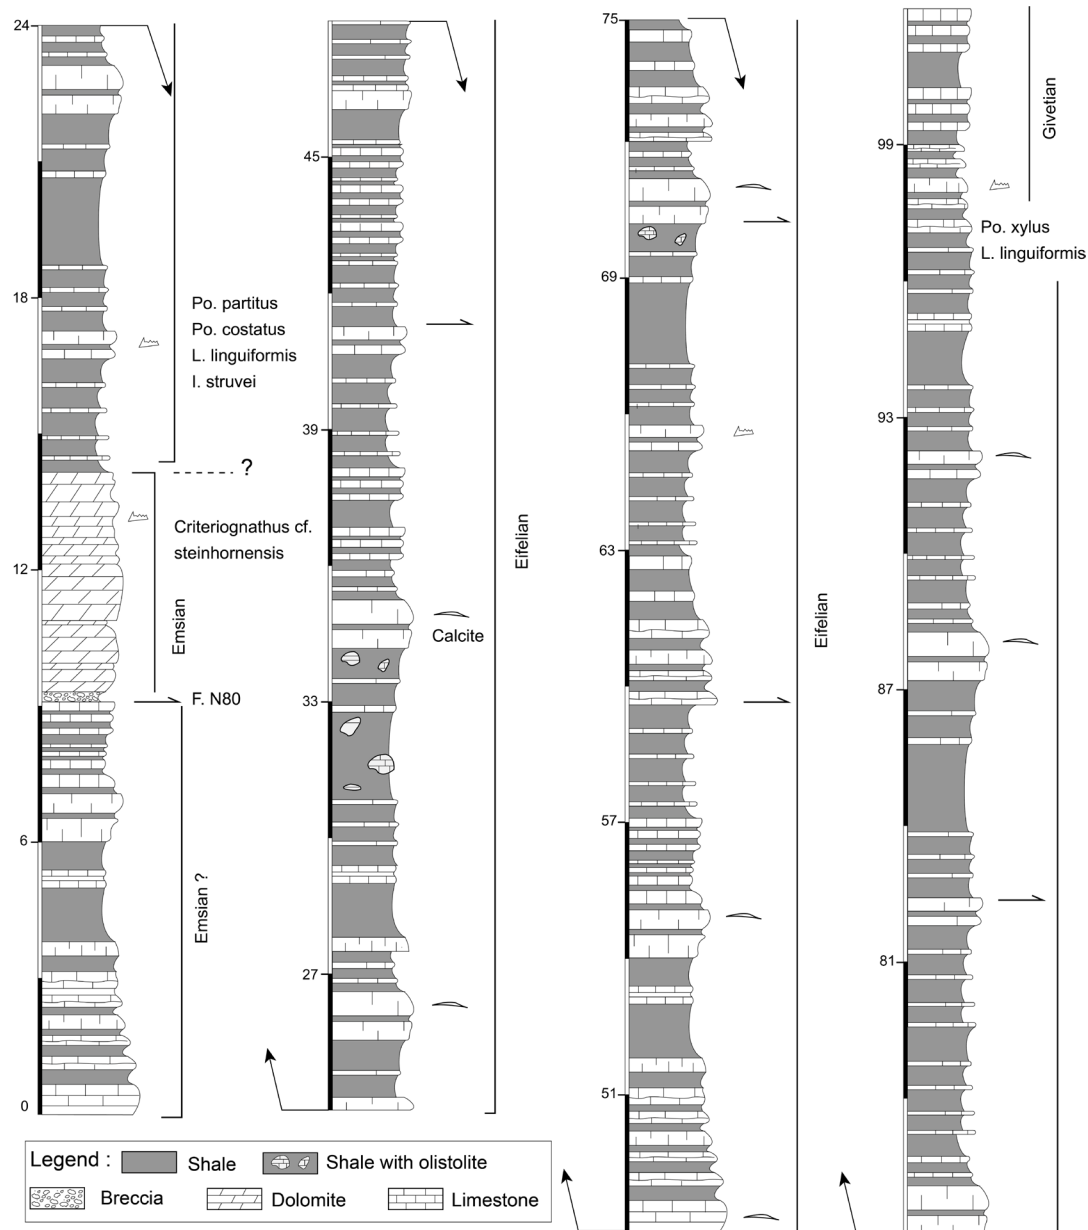 24
18
12
6
0
Po. partitus
Po. costatus
L. linguiformis
I. struvei
?
Criteriognathus cf.
steinhornensis
Emsian
F. N80
Emsian ?
45
39
33
27
Calcite
Eifelian
75
69
63
57
51
Eifelian
99
93
87
81
Givetian
Po. xylus
L. linguiformis
Legend : Shale Shale with olistolite
Breccia Dolomite Limestone